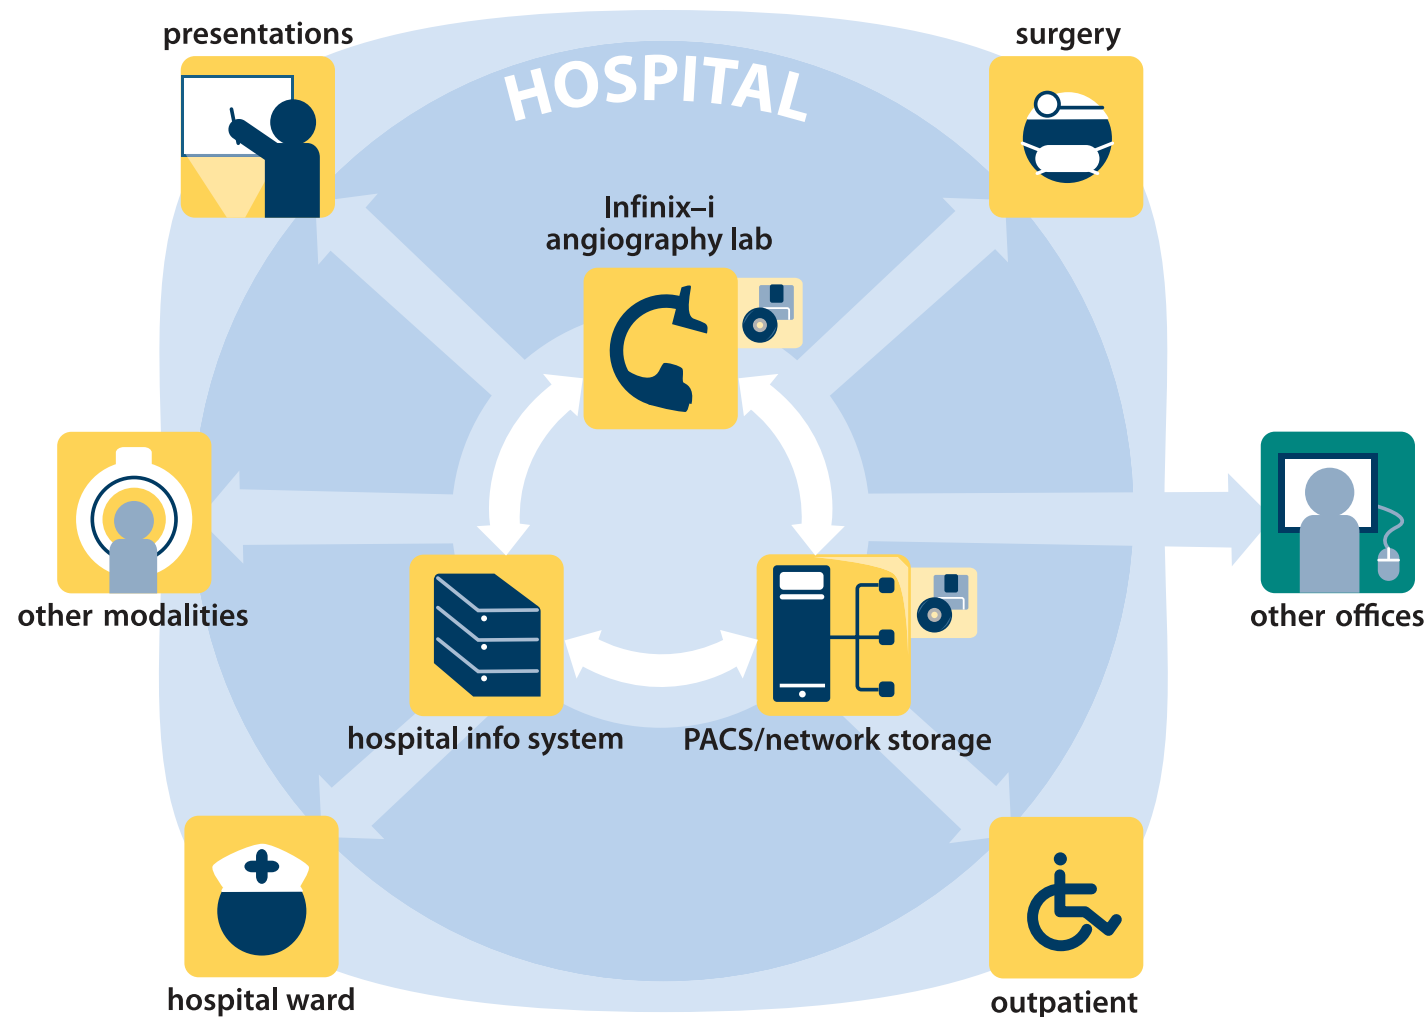 presentations
surgery
HOSPITAL
Infinix–i
angiography lab
other modalities
other offices
hospital info system
PACS/network storage
hospital ward
outpatient